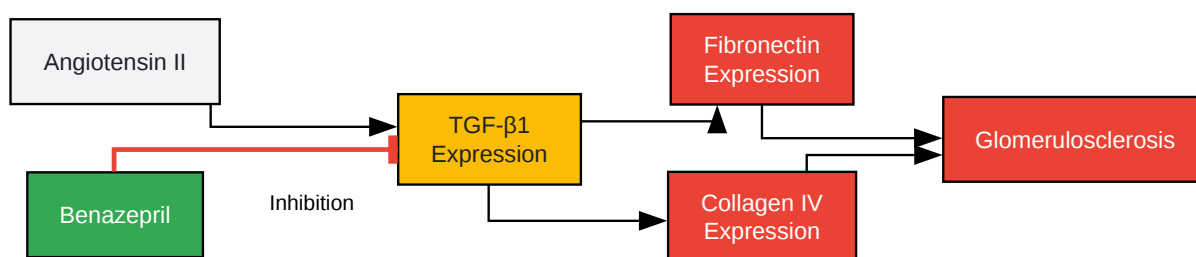 Angiotensin II
Benazepril
Inhibition
TGF-β1
Expression
Fibronectin
Expression
Collagen IV
Expression
Glomerulosclerosis